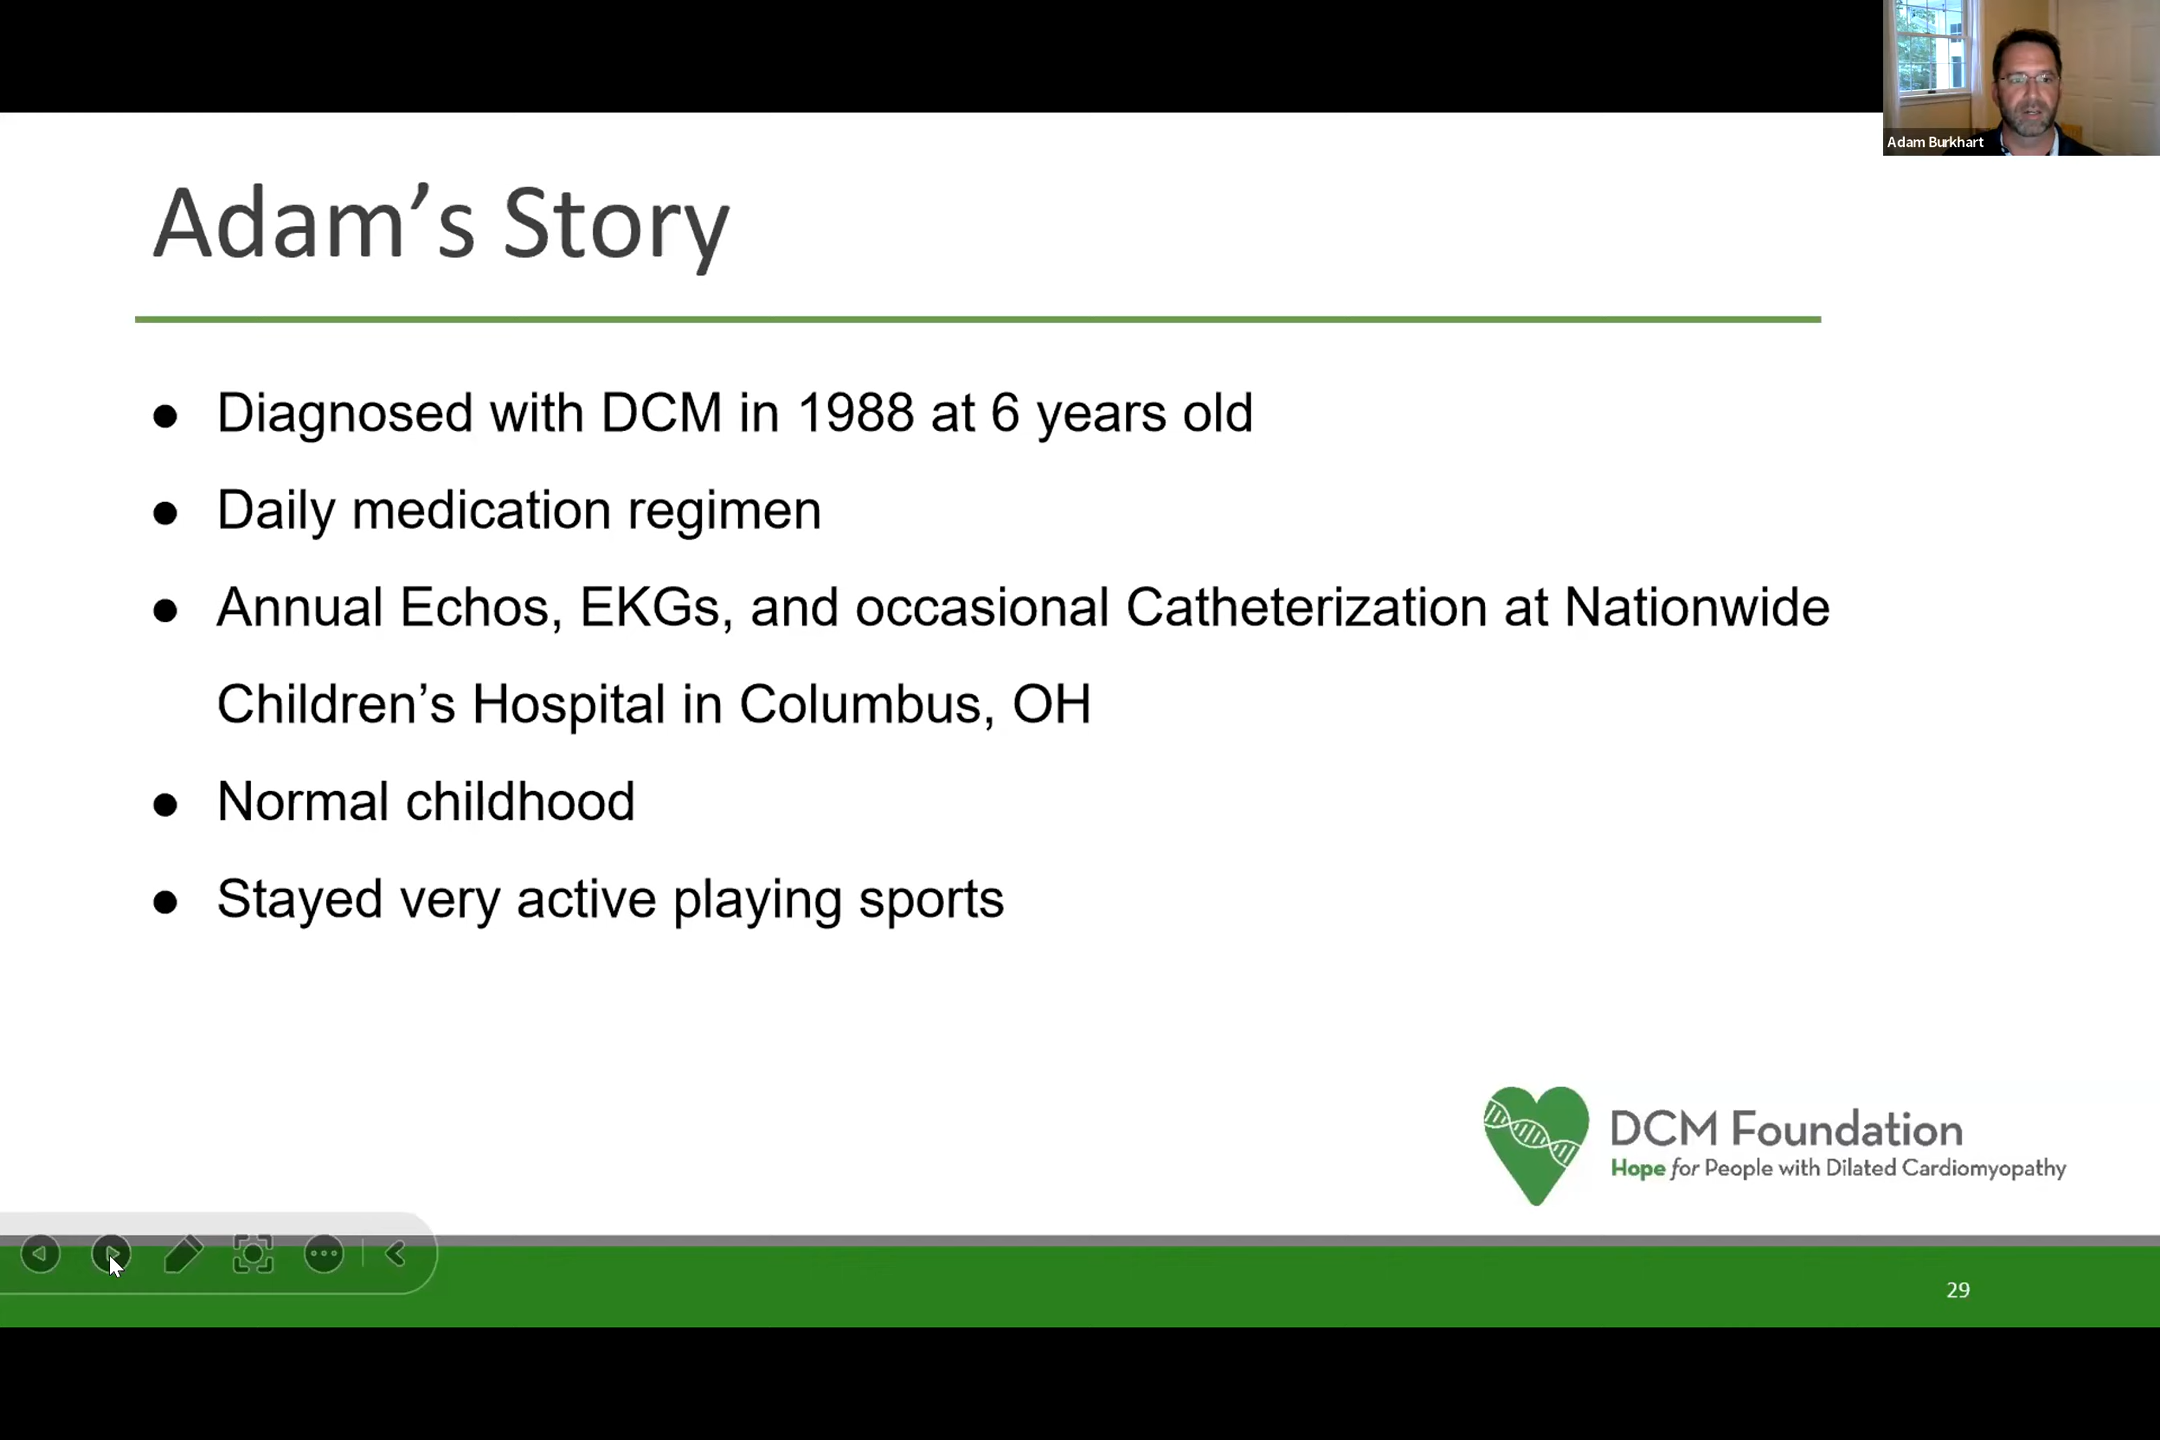 Adam Burkhart
Adam’s Story
● Diagnosed with DCM in 1988 at 6 years old
● Daily medication regimen
● Annual Echos, EKGs, and occasional Catheterization at Nationwide
Children’s Hospital in Columbus, OH
● Normal childhood
● Stayed very active playing sports
DCM Foundation
Hope for People with Dilated Cardiomyopathy
29